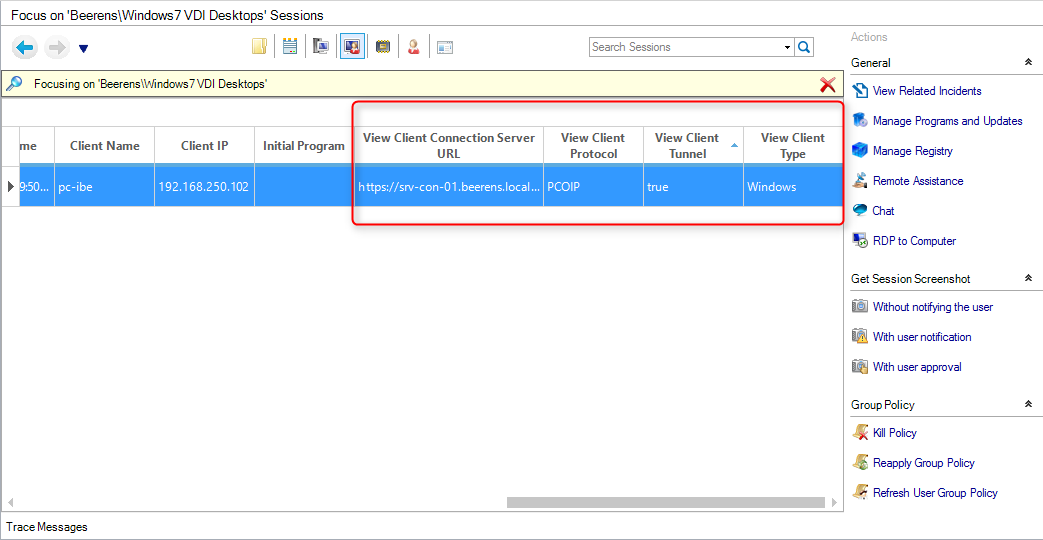 Focus on 'Beerens\Windows7 VDI Desktops' Sessions
Search Sessions
Focusing on 'Beerens\Windows7 VDI Desktops'
me
Client Name
Client IP
Initial Program
View Client Connection Server
URL
View Client
Protocol
View Client
Tunnel
View Client
Type
9:50...
pc-ibe
192.168.250.102
https://srv-con-01.beerens.local...
PCOIP
true
Windows
Trace Messages
Actions
General
View Related Incidents
Manage Programs and Updates
Manage Registry
Remote Assistance
Chat
RDP to Computer
Get Session Screenshot
Without notifying the user
With user notification
With user approval
Group Policy
Kill Policy
Reapply Group Policy
Refresh User Group Policy